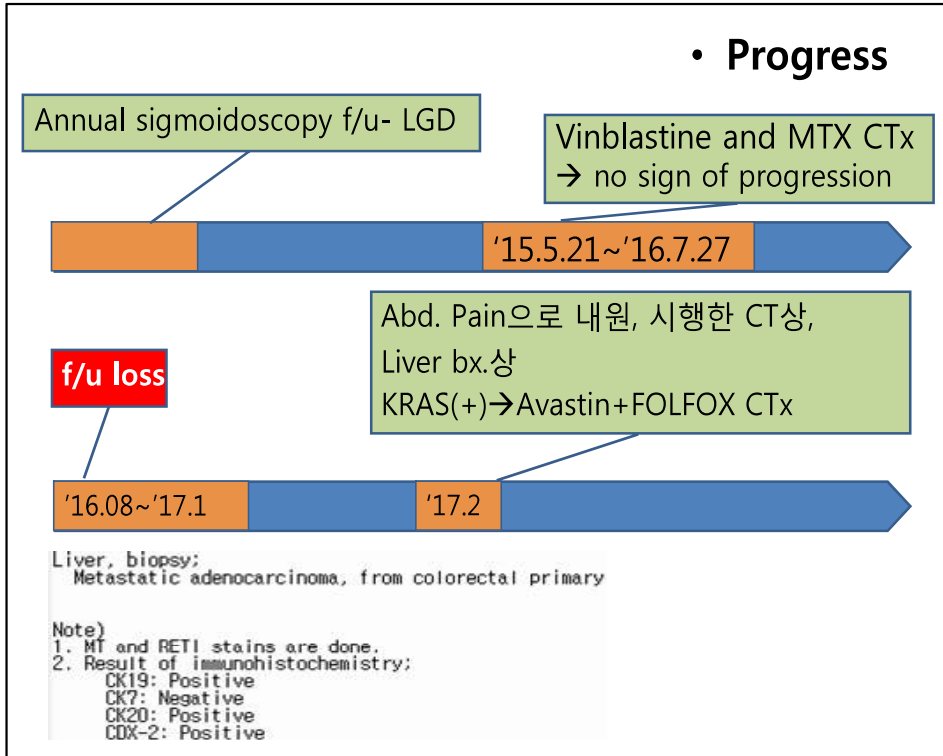 • Progress
Annual sigmoidoscopy f/u- LGD
Vinblastine and MTX CTx
→ no sign of progression
‘15.5.21~’16.7.27
Abd. Pain으로 내원, 시행한 CT상,
Liver bx.상
KRAS(+)→Avastin+FOLFOX CTx
f/u loss
’16.08~’17.1
‘17.2
Liver, biopsy;
Metastatic adenocarcinoma, from colorectal primary
Note)
1. MT and RETI stains are done.
2. Result of immunohistochemistry;
CK19: Positive
CK7: Negative
CK20: Positive
CDX-2: Positive